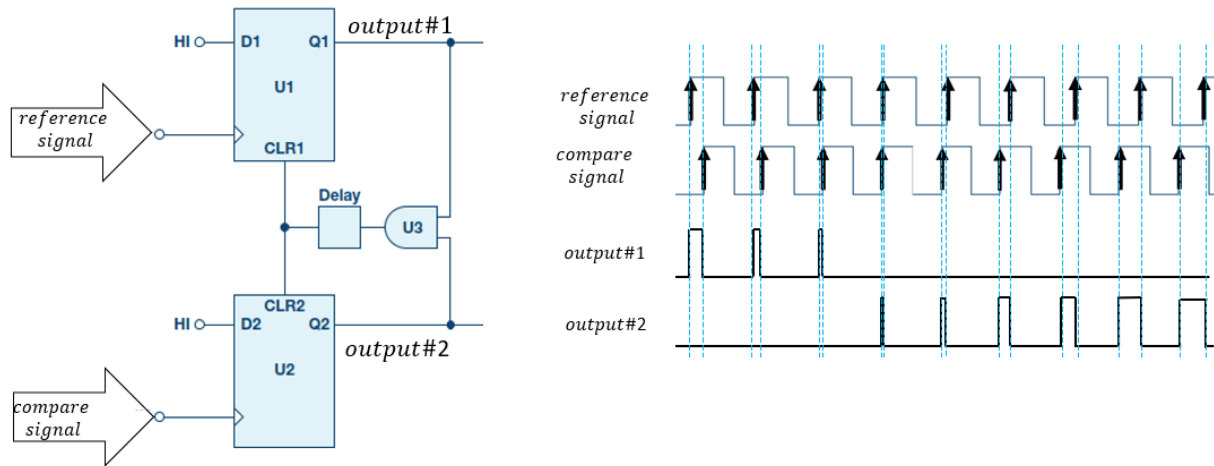 output#1
HI
D1
Q1
U1
reference
signal
CLR1
Delay
U3
CLR2
HI
D2
Q2
output#2
U2
compare
signal
reference
signal
compare
signal
output#1
output#2